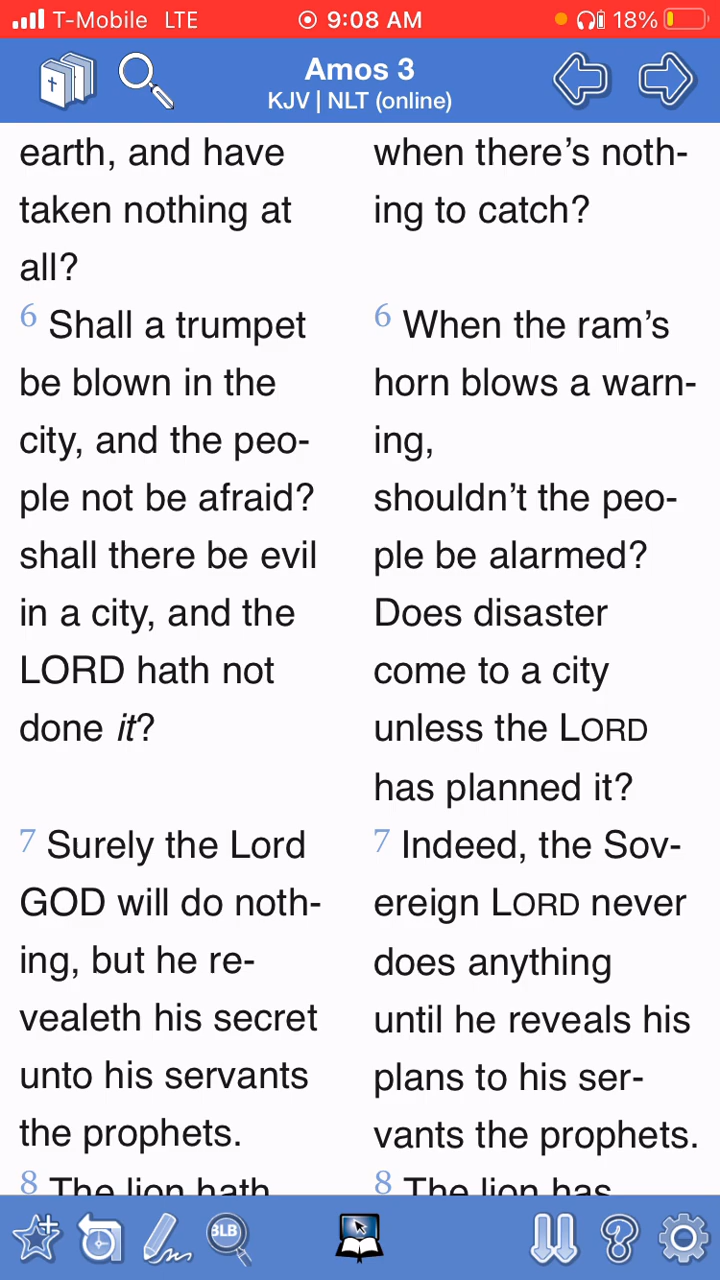 T-Mobile LTE 9:08 AM 18%
Amos 3
KJV | NLT (online)
earth, and have
taken nothing at
all?
6 Shall a trumpet
be blown in the
city, and the peo-
ple not be afraid?
shall there be evil
in a city, and the
LORD hath not
done it?
7 Surely the Lord
GOD will do noth-
ing, but he re-
vealeth his secret
unto his servants
the prophets.
8 The lion hath
when there’s noth-
ing to catch?
6 When the ram’s
horn blows a warn-
ing,
shouldn’t the peo-
ple be alarmed?
Does disaster
come to a city
unless the LORD
has planned it?
7 Indeed, the Sov-
ereign LORD never
does anything
until he reveals his
plans to his ser-
vants the prophets.
8 The lion has
BLB